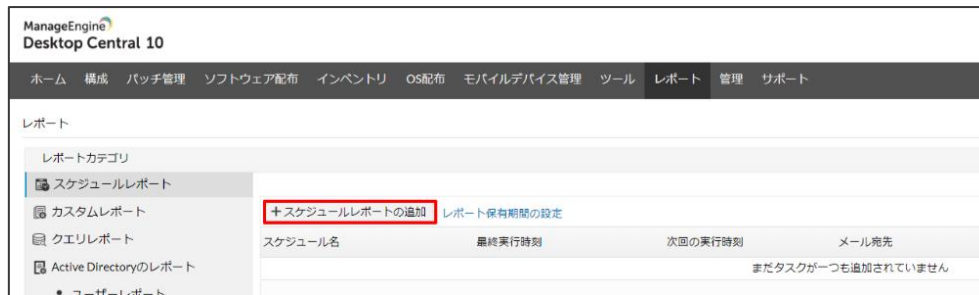 ManageEngine
Desktop Central 10
ホーム 構成 パッチ管理 ソフトウェア配布 インベントリ OS配布 モバイルデバイス管理 ツール レポート 管理 サポート
レポート
レポートカテゴリ
スケジュールレポート
カスタムレポート
クエリレポート
Active Directoryのレポート
ユーザーレポート
+スケジュールレポートの追加 レポート保有期間の設定
スケジュール名 最終実行時刻 次回の実行時刻 メール宛先
まだタスクが一つも追加されていません